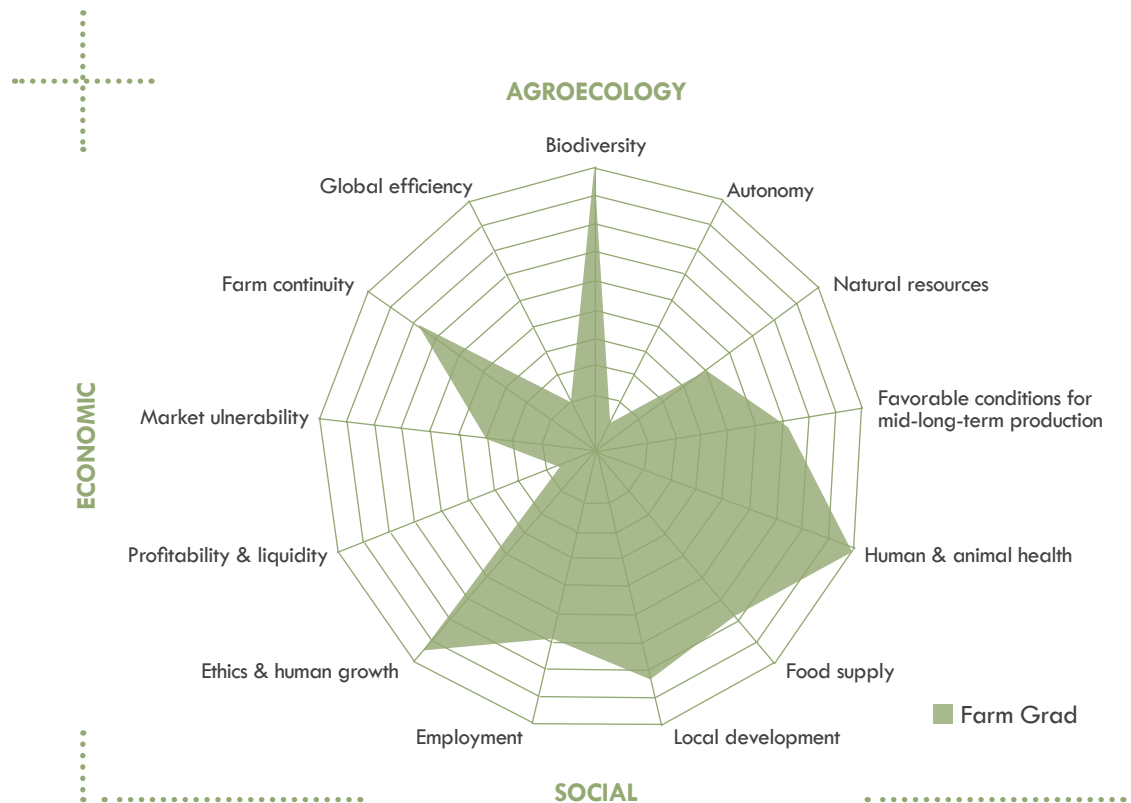 AGROECOLOGY
Biodiversity
Global efficiency
Autonomy
Farm continuity
Natural resources
Favorable conditions for
mid-long-term production
Market ulnerability
ECONOMIC
Profitability & liquidity
Human & animal health
Ethics & human growth
Food supply
Farm Grad
Employment
Local development
SOCIAL